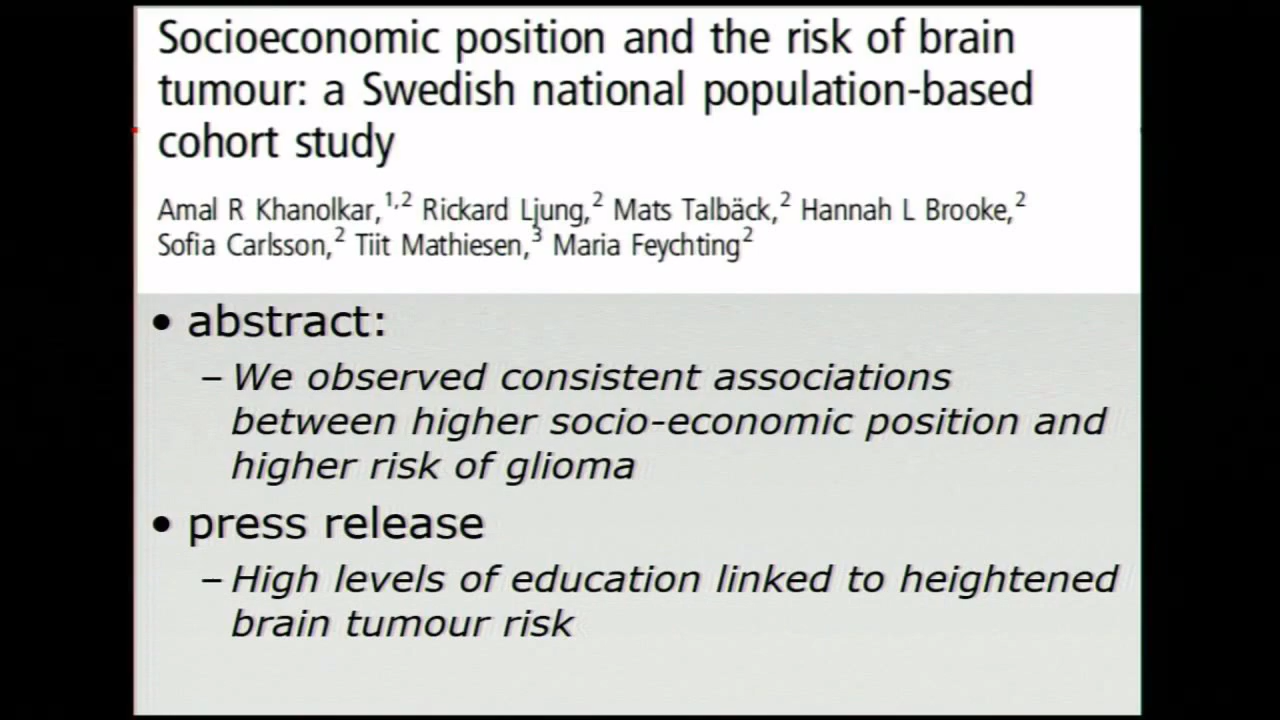 Socioeconomic position and the risk of brain
tumour: a Swedish national population-based
cohort study
Amal R Khanolkar,1,2 Rickard Ljung,2 Mats Talbäck,2 Hannah L Brooke,2
Sofia Carlsson,2 Tiit Mathiesen,3 Maria Feychting2
• abstract:
– We observed consistent associations
between higher socio-economic position and
higher risk of glioma
• press release
– High levels of education linked to heightened
brain tumour risk